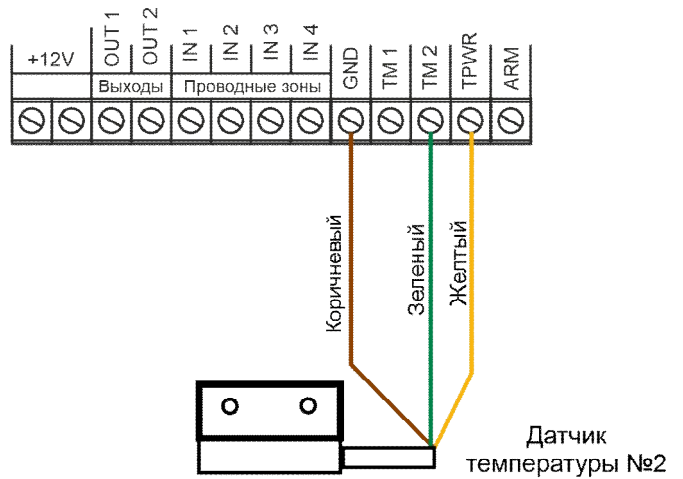 +12V
OUT 1
OUT 2
IN 1
IN 2
IN 3
IN 4
GND
TM 1
TM 2
TPWR
ARM
Выходы
Проводные зоны
Коричневый
Зеленый
Желтый
Датчик
температуры №2